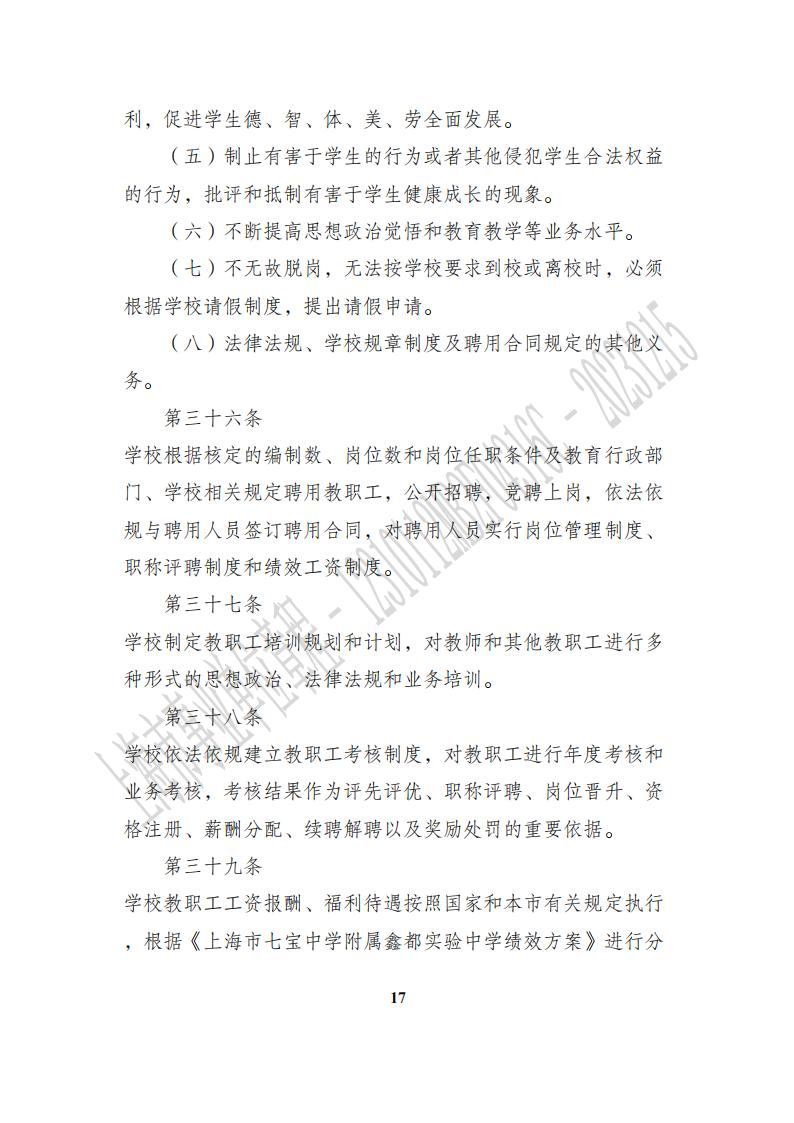 利，促进学生德、智、体、美、劳全面发展。
（五）制止有害于学生的行为或者其他侵犯学生合法权益
的行为，批评和抵制有害于学生健康成长的现象。
（六）不断提高思想政治觉悟和教育教学等业务水平。
（七）不无故脱岗，无法按学校要求到校或离校时，必须
根据学校请假制度，提出请假申请。
（八）法律法规、学校规章制度及聘用合同规定的其他义
务。
第三十六条
学校根据核定的编制数、岗位数和岗位任职条件及教育行政部
门、学校相关规定聘用教职工，公开招聘，竞聘上岗，依法依
规与聘用人员签订聘用合同，对聘用人员实行岗位管理制度、
职称评聘制度和绩效工资制度。
第三十七条
学校制定教职工培训规划和计划，对教师和其他教职工进行多
种形式的思想政治、法律法规和业务培训。
第三十八条
学校依法依规建立教职工考核制度，对教职工进行年度考核和
业务考核，考核结果作为评先评优、职称评聘、岗位晋升、资
格注册、薪酬分配、续聘解聘以及奖励处罚的重要依据。
第三十九条
学校教职工工资报酬、福利待遇按照国家和本市有关规定执行
，根据《上海市七宝中学附属鑫都实验中学绩效方案》进行分
17